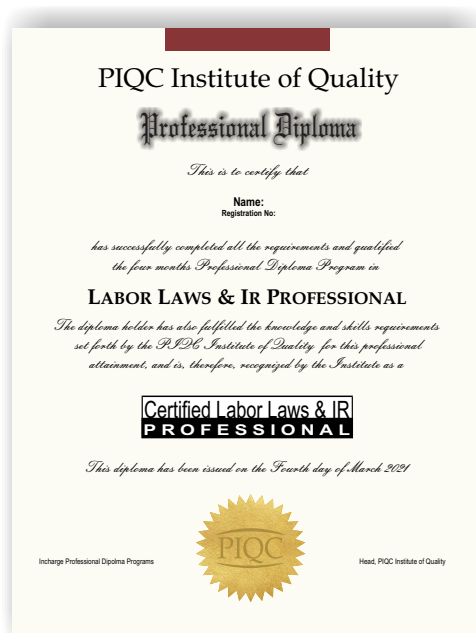 PIQC Institute of Quality
Professional Diploma
This is to certify that
Name:
Registration No:
has successfully completed all the requirements and qualified
the four months Professional Diploma Program in
LABOR LAWS & IR PROFESSIONAL
The diploma holder has also fulfilled the knowledge and skills requirements
set forth by the PIQC Institute of Quality for this professional
attainment, and is, therefore, recognized by the Institute as a
Certified Labor Laws & IR
PROFESSIONAL
This diploma has been issued on the Fourth day of March 2021
PIQC
Incharge Professional Dipolma Programs
Head, PIQC Institute of Quality